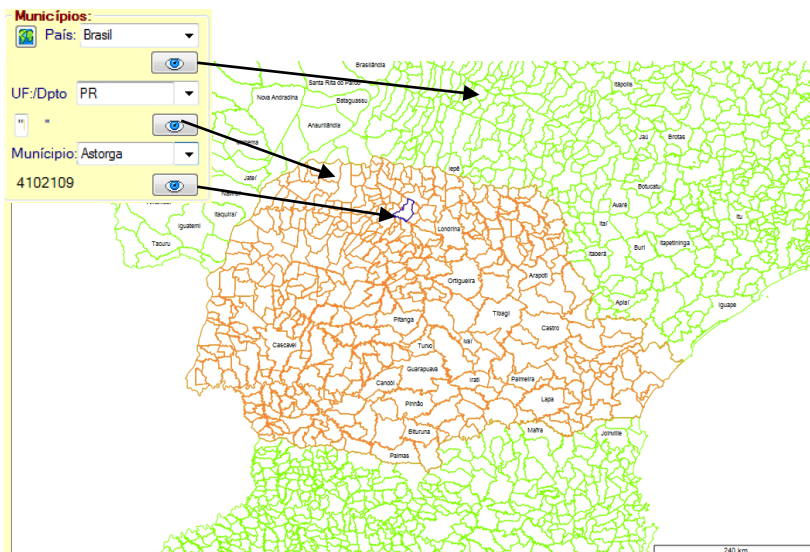 Municípios:
País: Brasil
UF:/Dpto PR
"| "
Município: Astorga
4102109
Brasilândia
Santa Rita do Pardo
Itápolis
Nova Andradina
Bataguassu
Anaurilândia
Jaú
Brotas
Iepê
Jateí
Botucatu
Avaré
Itaquiraí
Itaí
Itu
Iguatemi
Londrina
Tacuru
Buri
Itapetininga
Itaberá
Ortigueira
Arapoti
Tibagi
Apiaí
Iguape
Pitanga
Castro
Cascavel
Turvo
Ivaí
Guarapuava
Candói
Irati
Palmeira
Pinhão
Lapa
Bituruna
Mafra
Joinville
Palmas
240 km